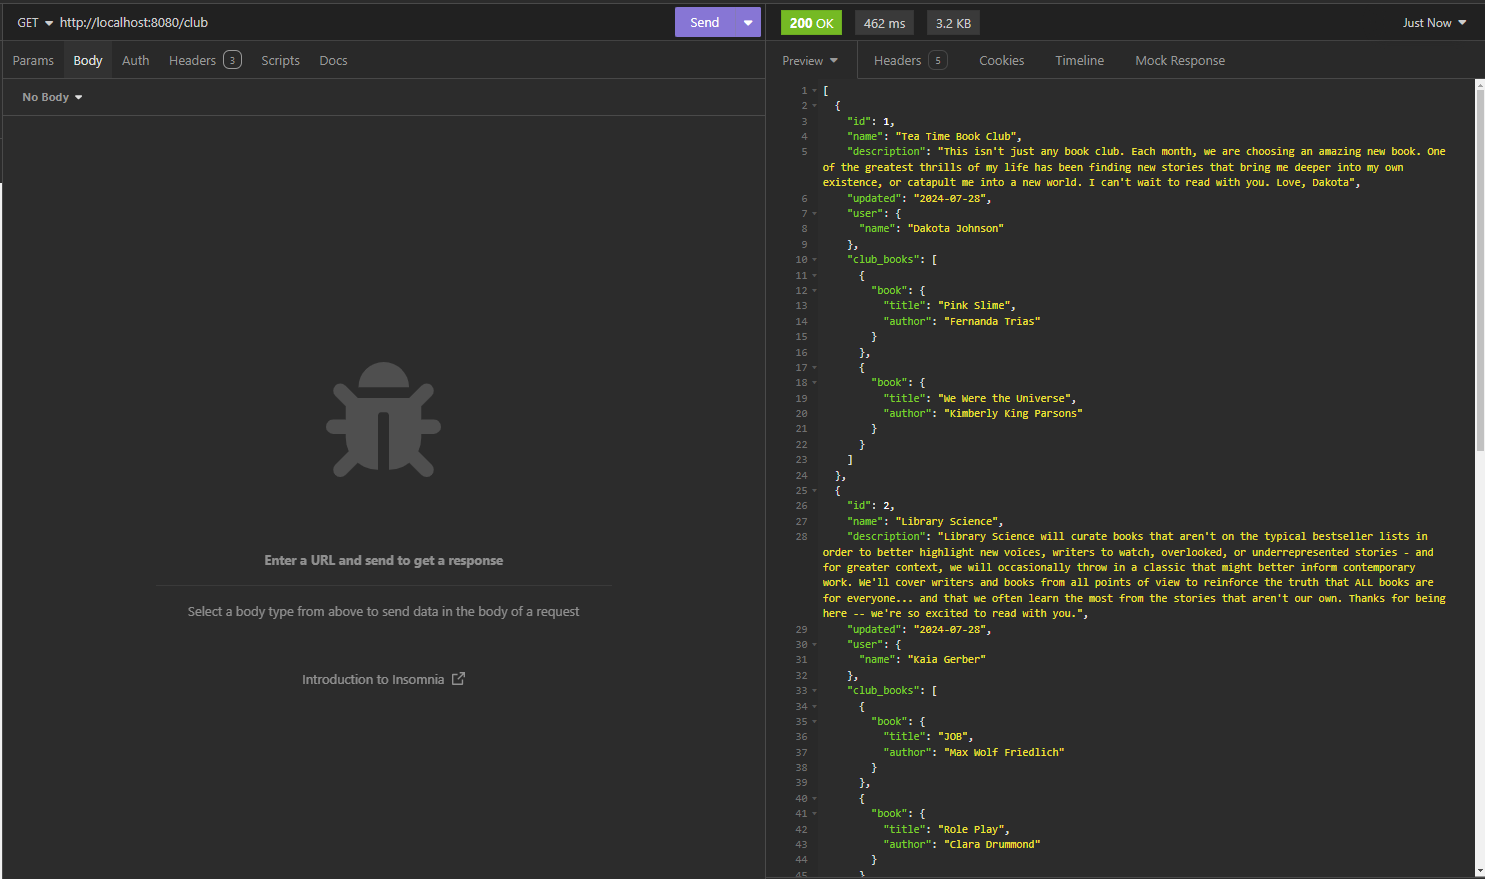 GET http://localhost:8080/club Send
200 OK 462 ms 3.2 KB Just Now
Params Body Auth Headers 3 Scripts Docs
Preview Headers 5 Cookies Timeline Mock Response
No Body
Enter a URL and send to get a response
Select a body type from above to send data in the body of a request
Introduction to Insomnia
1 [
2 {
3 "id": 1,
4 "name": "Tea Time Book Club",
5 "description": "This isn't just any book club. Each month, we are choosing an amazing new book. One
of the greatest thrills of my life has been finding new stories that bring me deeper into my own
existence, or catapult me into a new world. I can't wait to read with you. Love, Dakota",
6 "updated": "2024-07-28",
7 "user": {
8 "name": "Dakota Johnson"
9 },
10 "club_books": [
11 {
12 "book": {
13 "title": "Pink Slime",
14 "author": "Fernanda Trias"
15 }
16 },
17 {
18 "book": {
19 "title": "We Were the Universe",
20 "author": "Kimberly King Parsons"
21 }
22 }
23 ]
24 },
25 {
26 "id": 2,
27 "name": "Library Science",
28 "description": "Library Science will curate books that aren't on the typical bestseller lists in
order to better highlight new voices, writers to watch, overlooked, or underrepresented stories - and
for greater context, we will occasionally throw in a classic that might better inform contemporary
work. We'll cover writers and books from all points of view to reinforce the truth that ALL books are
for everyone... and that we often learn the most from the stories that aren't our own. Thanks for being
here -- we're so excited to read with you.",
29 "updated": "2024-07-28",
30 "user": {
31 "name": "Kaia Gerber"
32 },
33 "club_books": [
34 {
35 "book": {
36 "title": "JOB",
37 "author": "Max Wolf Friedlich"
38 }
39 },
40 {
41 "book": {
42 "title": "Role Play",
43 "author": "Clara Drummond"
44 }
45 }